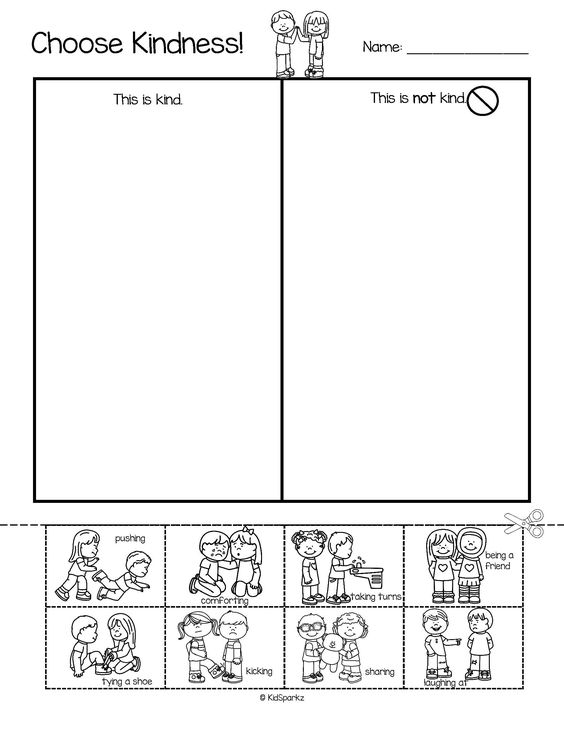 Choose Kindness!
Name: ____________
This is kind.
This is not kind.
pushing
comforting
taking turns
being a
friend
tying a shoe
kicking
sharing
laughing at
© KidSparkz